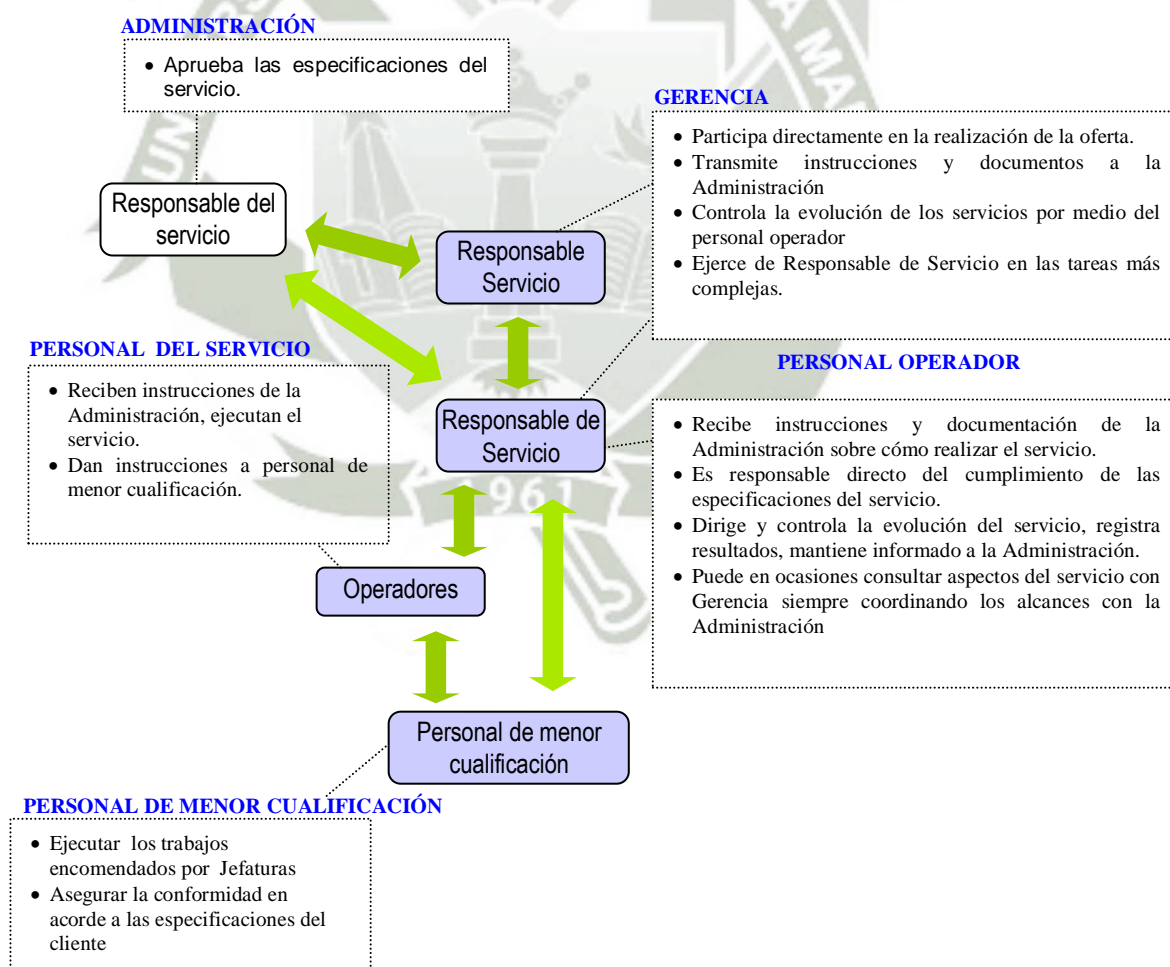 ADMINISTRACIÓN
• Aprueba las especificaciones del
servicio.
GERENCIA
• Participa directamente en la realización de la oferta.
• Transmite instrucciones y documentos a la
Administración
• Controla la evolución de los servicios por medio del
personal operador
• Ejerce de Responsable de Servicio en las tareas más
complejas.
Responsable del
servicio
Responsable
Servicio
PERSONAL DEL SERVICIO
• Reciben instrucciones de la
Administración, ejecutan el
servicio.
• Dan instrucciones a personal de
menor cualificación.
PERSONAL OPERADOR
• Recibe instrucciones y documentación de la
Administración sobre cómo realizar el servicio.
• Es responsable directo del cumplimiento de las
especificaciones del servicio.
• Dirige y controla la evolución del servicio, registra
resultados, mantiene informado a la Administración.
• Puede en ocasiones consultar aspectos del servicio con
Gerencia siempre coordinando los alcances con la
Administración
Responsable de
Servicio
961
Operadores
Personal de menor
cualificación
PERSONAL DE MENOR CUALIFICACIÓN
• Ejecutar los trabajos
encomendados por Jefaturas
• Asegurar la conformidad en
acorde a las especificaciones del
cliente